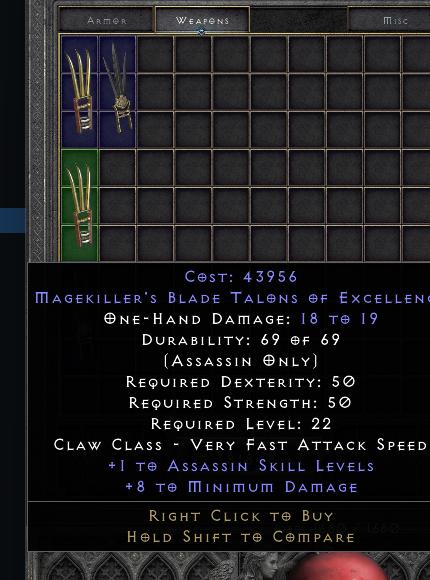 Armor
Weapons
Misc
Cost: 43956
Magekiller's Blade Talons of Excellenc
One-Hand Damage: 18 to 19
Durability: 69 of 69
(Assassin Only)
Required Dexterity: 50
Required Strength: 50
Required Level: 22
Claw Class - Very Fast Attack Speed
+1 to Assassin Skill Levels
+8 to Minimum Damage
Right Click to Buy
Hold Shift to Compare